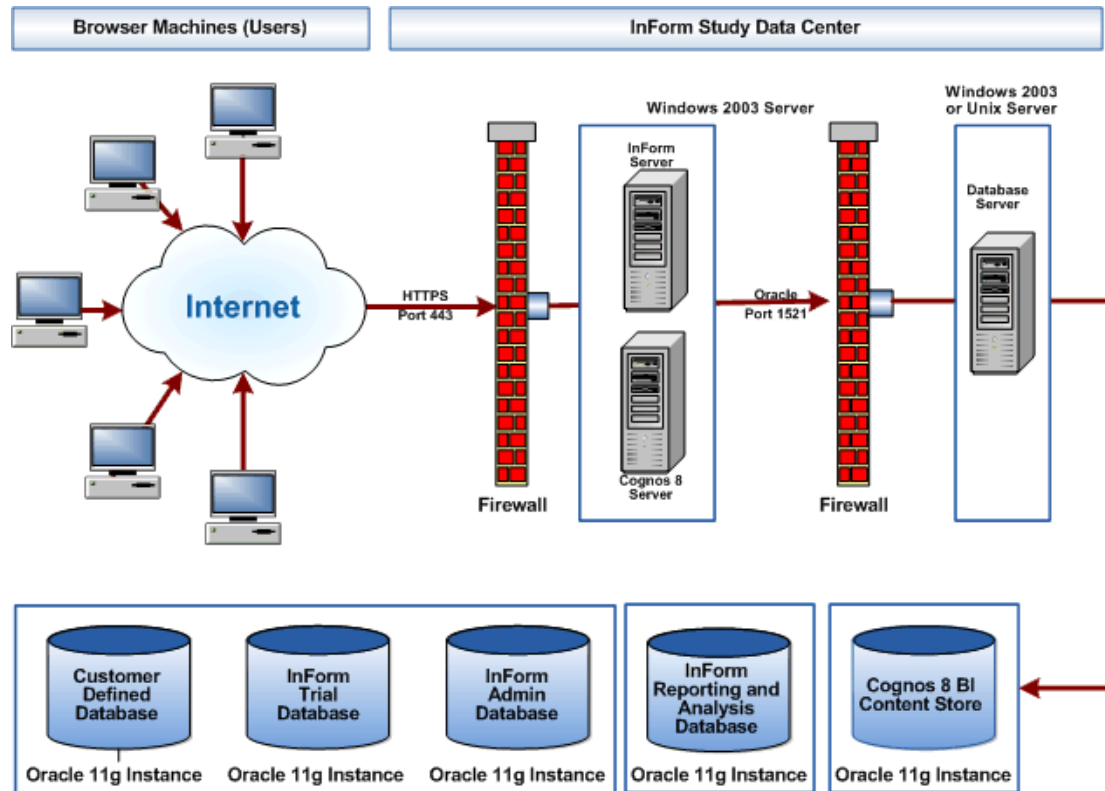 Browser Machines (Users)
InForm Study Data Center
Windows 2003 Server
Windows 2003
or Unix Server
InForm
Server
Database
Server
Internet
HTTPS
Port 443
Oracle
Port 1521
Cognos 8
Server
Firewall
Firewall
Customer
Defined
Database
InForm
Trial
Database
InForm
Admin
Database
InForm
Reporting and
Analysis
Database
Cognos 8 BI
Content Store
Oracle 11g Instance
Oracle 11g Instance
Oracle 11g Instance
Oracle 11g Instance
Oracle 11g Instance